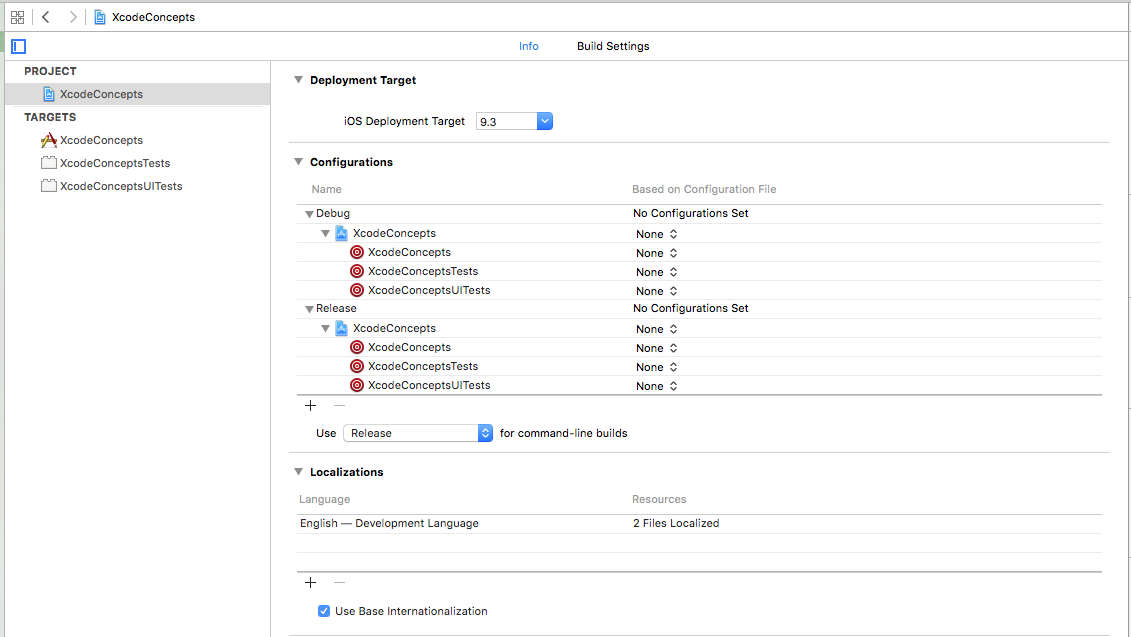 XcodeConcepts
Info Build Settings
PROJECT
XcodeConcepts
TARGETS
XcodeConcepts
XcodeConceptsTests
XcodeConceptsUITests
Deployment Target
iOS Deployment Target 9.3
Configurations
Name Based on Configuration File
Debug No Configurations Set
XcodeConcepts None
XcodeConcepts None
XcodeConceptsTests None
XcodeConceptsUITests None
Release No Configurations Set
XcodeConcepts None
XcodeConcepts None
XcodeConceptsTests None
XcodeConceptsUITests None
Use Release for command-line builds
Localizations
Language Resources
English — Development Language 2 Files Localized
Use Base Internationalization